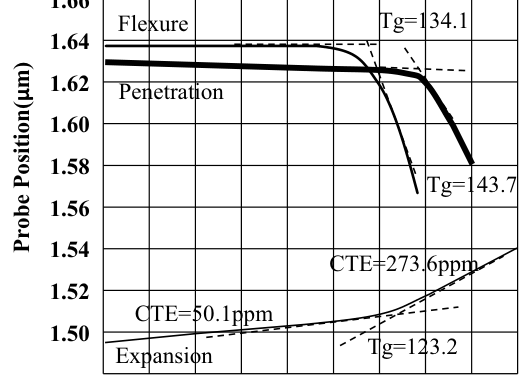 1.66
Flexure
Tg=134.1
1.64
1.62
Penetration
1.60
1.58
Tg=143.7
1.56
1.54
CTE=273.6ppm
1.52
CTE=50.1ppm
1.50
Tg=123.2
Expansion
Probe Position(μm)